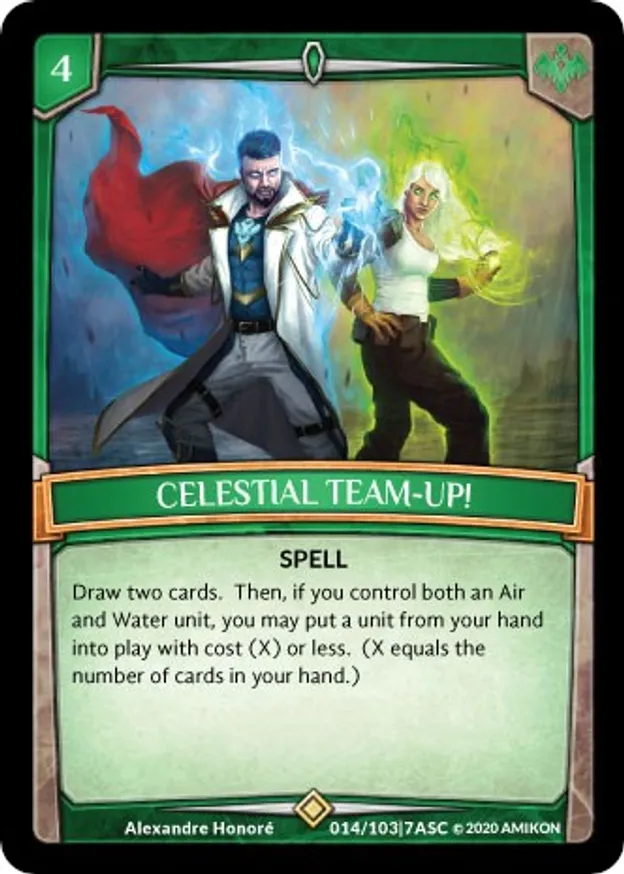 4
CELESTIAL TEAM-UP!
SPELL
Draw two cards. Then, if you control both an Air
and Water unit, you may put a unit from your hand
into play with cost (X) or less. (X equals the
number of cards in your hand.)
Alexandre Honoré 014/103|7ASC © 2020 AMIKON